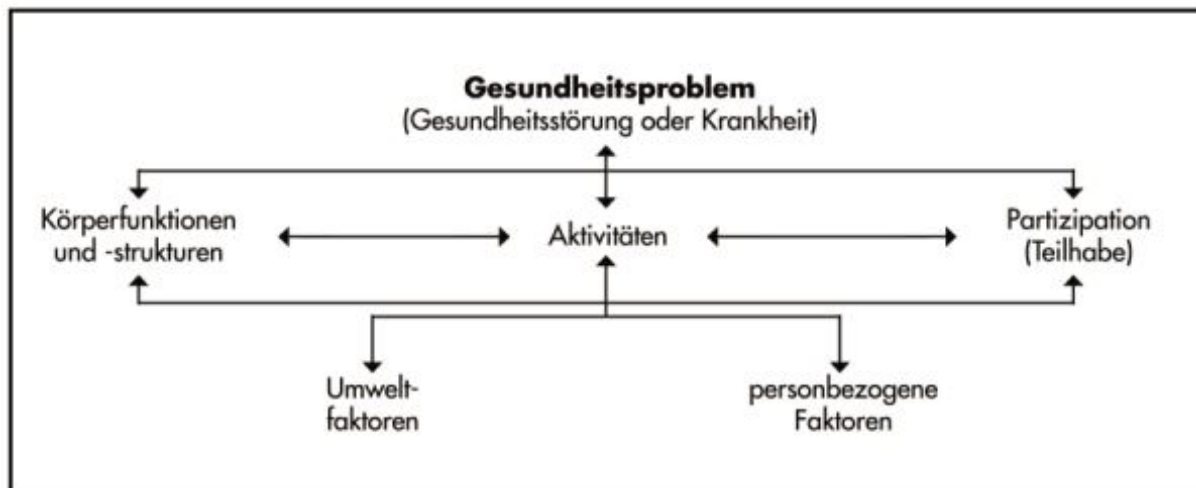 Gesundheitsproblem
(Gesundheitsstörung oder Krankheit)
Körperfunktionen
und -strukturen
Aktivitäten
Partizipation
(Teilhabe)
Umwelt-
faktoren
personbezogene
Faktoren